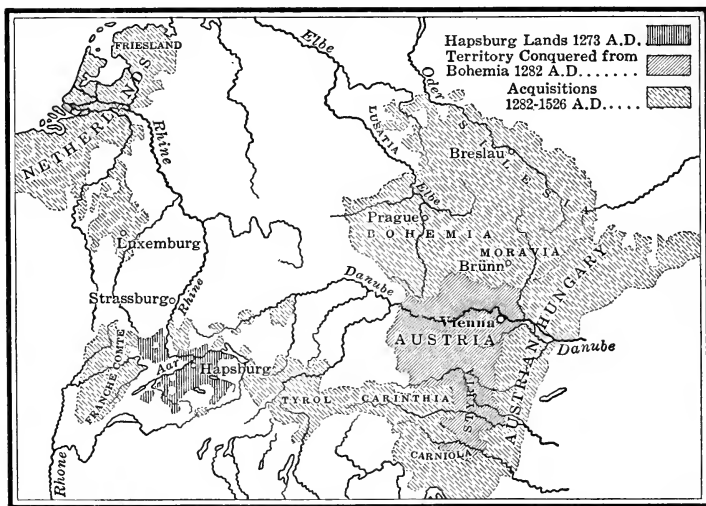 Hapsburg Lands 1273 A.D.
Territory Conquered from
Bohemia 1282 A.D.......
Acquisitions
1282-1526 A.D.....
FRIESLAND
NETHERLANDS
Elbe
Oder
Rhine
LUSATIA
SILESIA
Breslau
Elbe
Prague
BOHEMIA
Luxemburg
MORAVIA
Brünn
Strassburg
Rhine
Danube
Vienna
AUSTRIA
Danube
AUSTRIAN HUNGARY
FRANCHE COMTE
Aar
Hapsburg
TYROL
CARINTHIA
STYRIA
CARNIOLA
Rhone